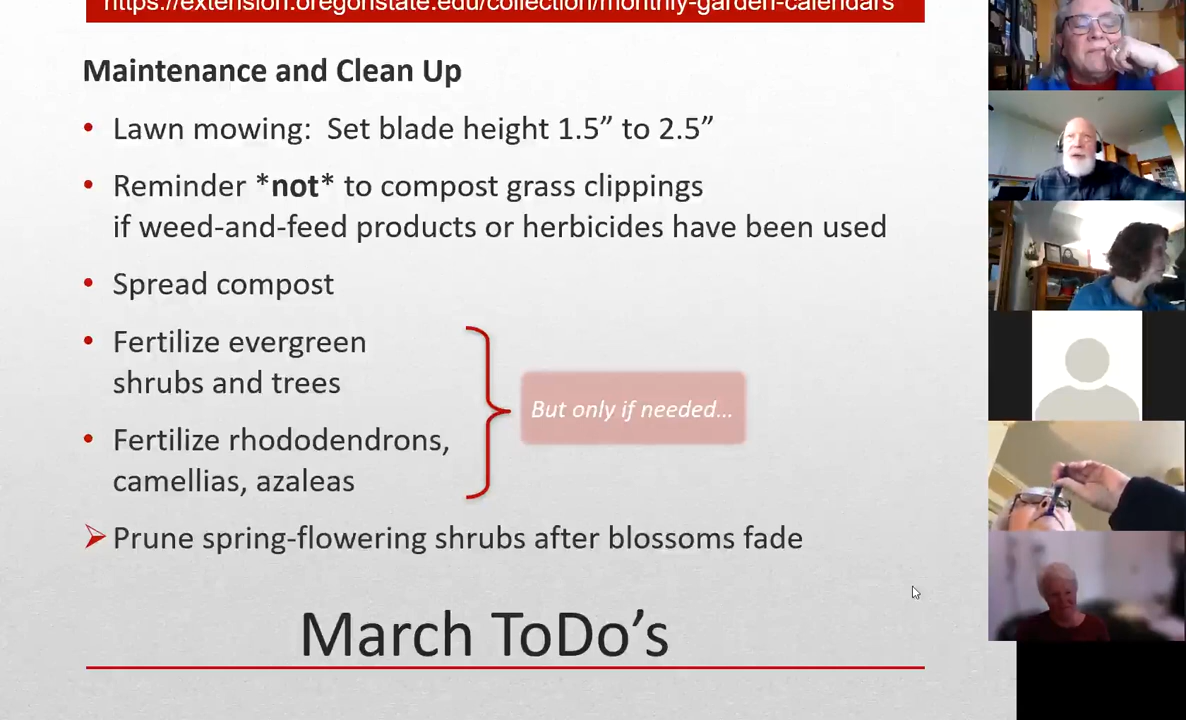 https://extension.oregonstate.edu/collection/monthly-garden-calendars
Maintenance and Clean Up
• Lawn mowing:  Set blade height 1.5” to 2.5”
• Reminder *not* to compost grass clippings
if weed-and-feed products or herbicides have been used
• Spread compost
• Fertilize evergreen
shrubs and trees
But only if needed...
• Fertilize rhododendrons,
camellias, azaleas
➢ Prune spring-flowering shrubs after blossoms fade
March ToDo’s